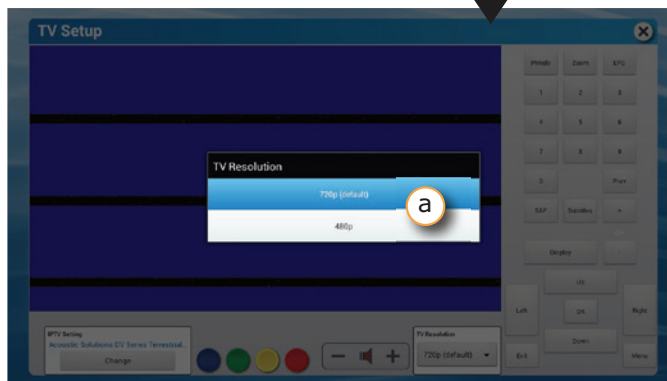 TV Setup
PMode Zoom EPG
1 2 3
4 5 6
7 8 9
0 Prev
SAP Subtitles +
Display -
Up
Left OK Right
Down
Exit Menu
TV Resolution
720p (default)
a
480p
IPTV Setting
Acoustic Solutions DV Series Terrestrial...
Change
- +
TV Resolution
720p (default)